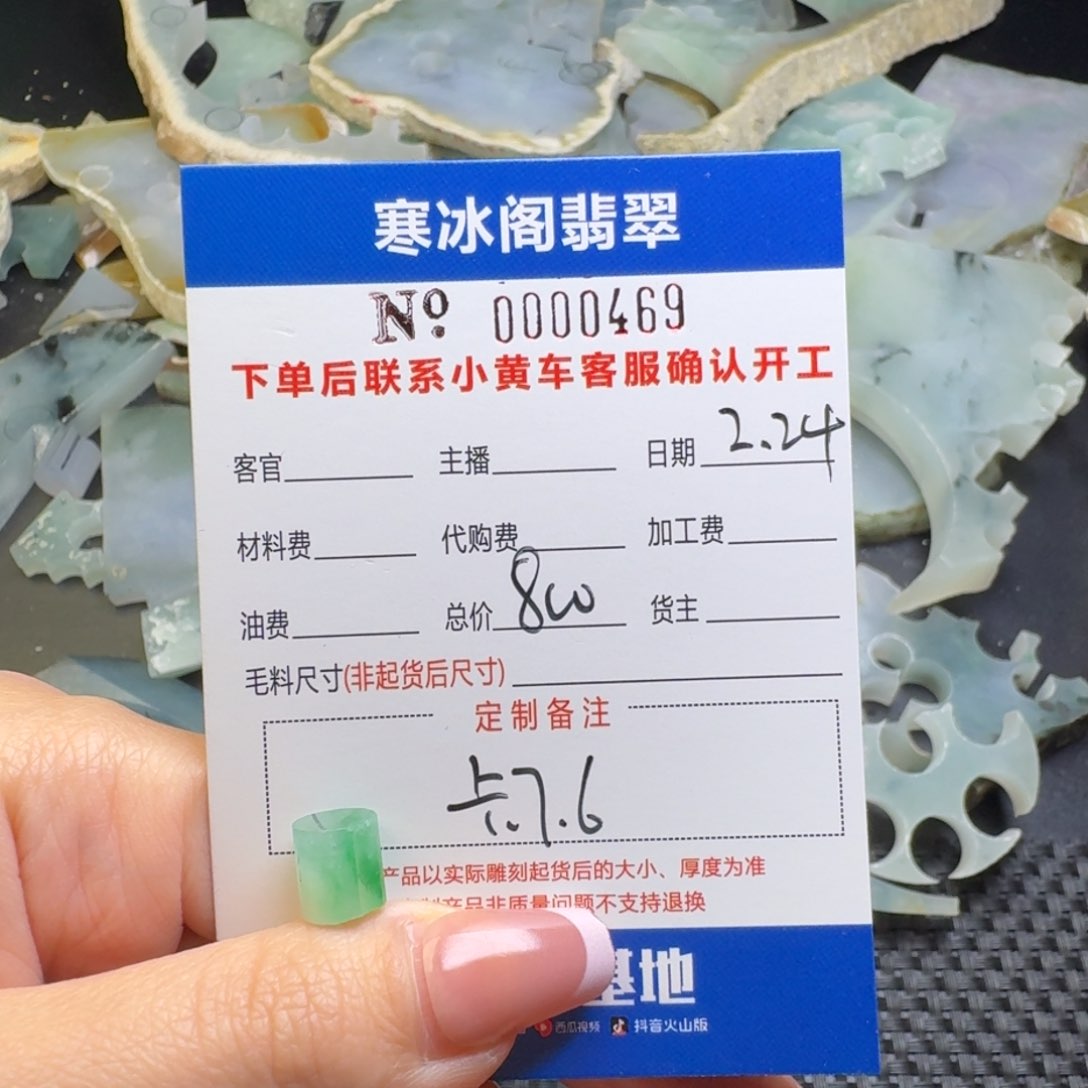 寒冰阁翡翠
Nº 0000469
下单后联系小黄车客服确认开工
客官 主播 日期 2.24
材料费 代购费 加工费
油费 总价 800 货主
毛料尺寸(非起货后尺寸)
定制备注
卡7.6
产品以实际雕刻起货后的大小、厚度为准
制产品非质量问题不支持退换
基地
西瓜视频 抖音火山版